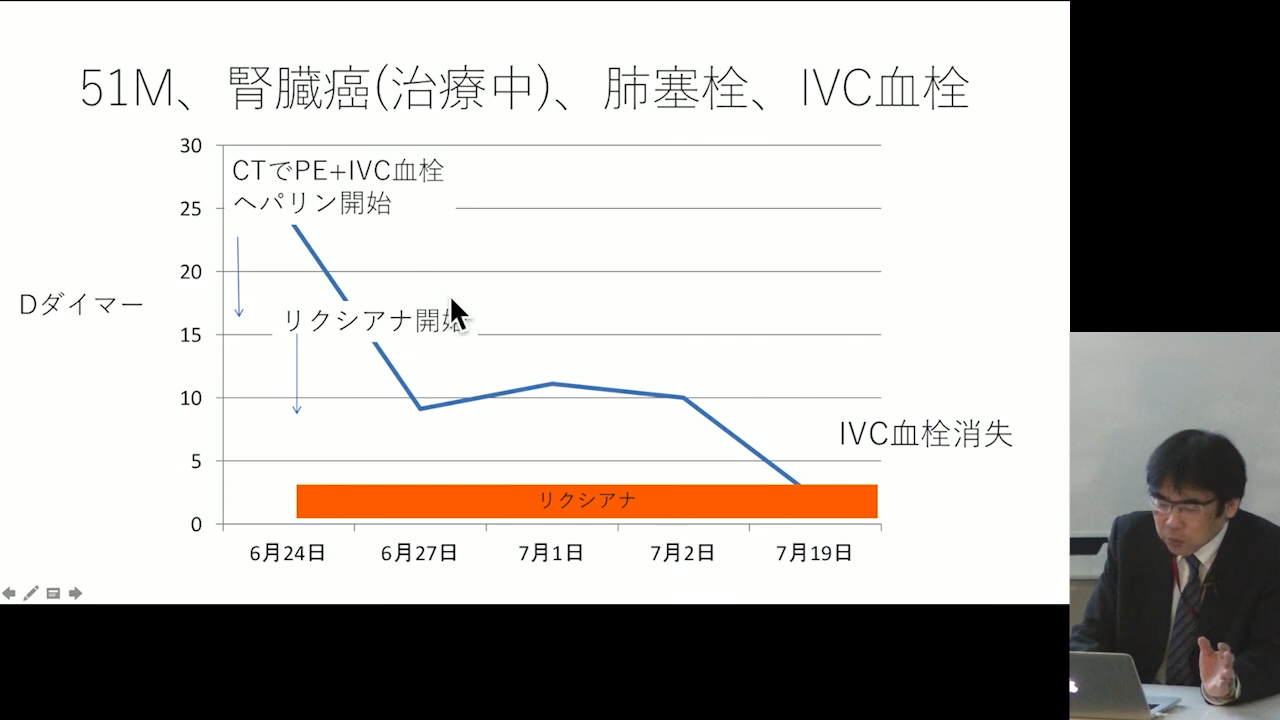 51M、腎臓癌(治療中)、肺塞栓、IVC血栓
30
CTでPE+IVC血栓
ヘパリン開始
25
20
Dダイマー
リクシアナ開始
15
10
IVC血栓消失
5
リクシアナ
0
6月24日 6月27日 7月1日 7月2日 7月19日